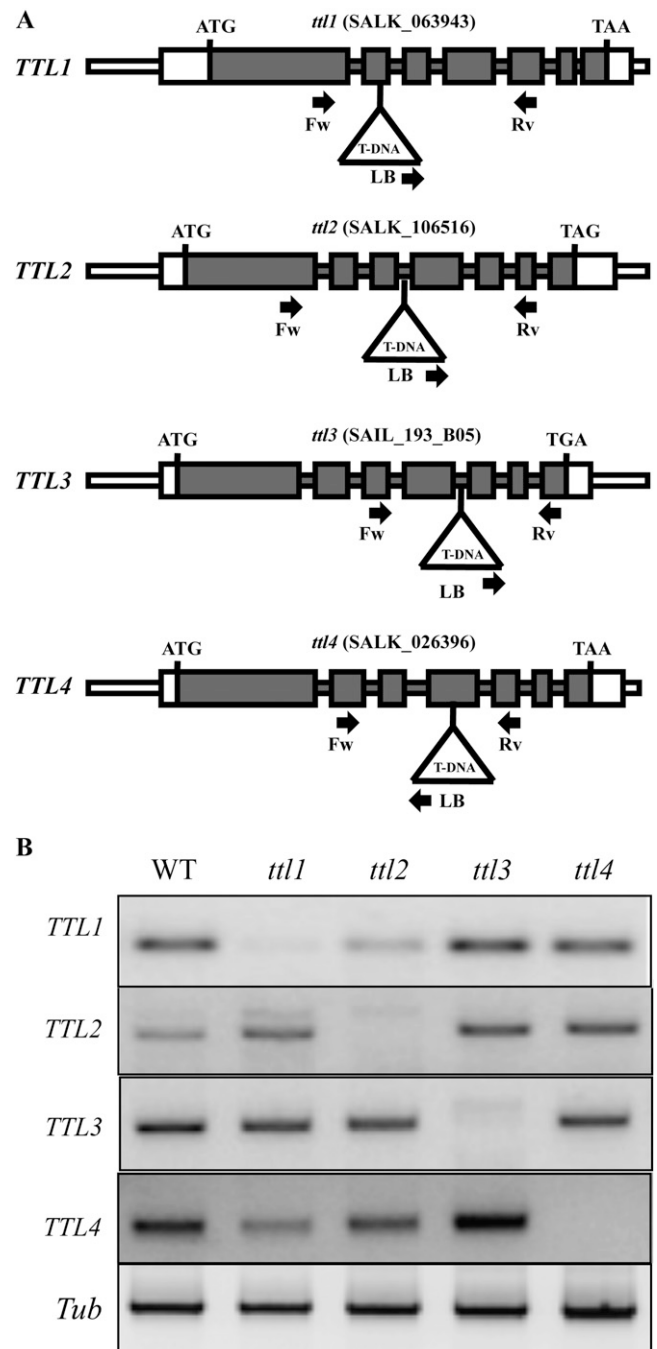 A
ttl1 (SALK_063943)
ATG TAA
TTL1
Fw Rv
T-DNA
LB
ttl2 (SALK_106516)
ATG TAG
TTL2
Fw Rv
T-DNA
LB
ttl3 (SAIL_193_B05)
ATG TGA
TTL3
Fw Rv
T-DNA
LB
ttl4 (SALK_026396)
ATG TAA
TTL4
Fw Rv
T-DNA
LB
B
WT ttl1 ttl2 ttl3 ttl4
TTL1
TTL2
TTL3
TTL4
Tub